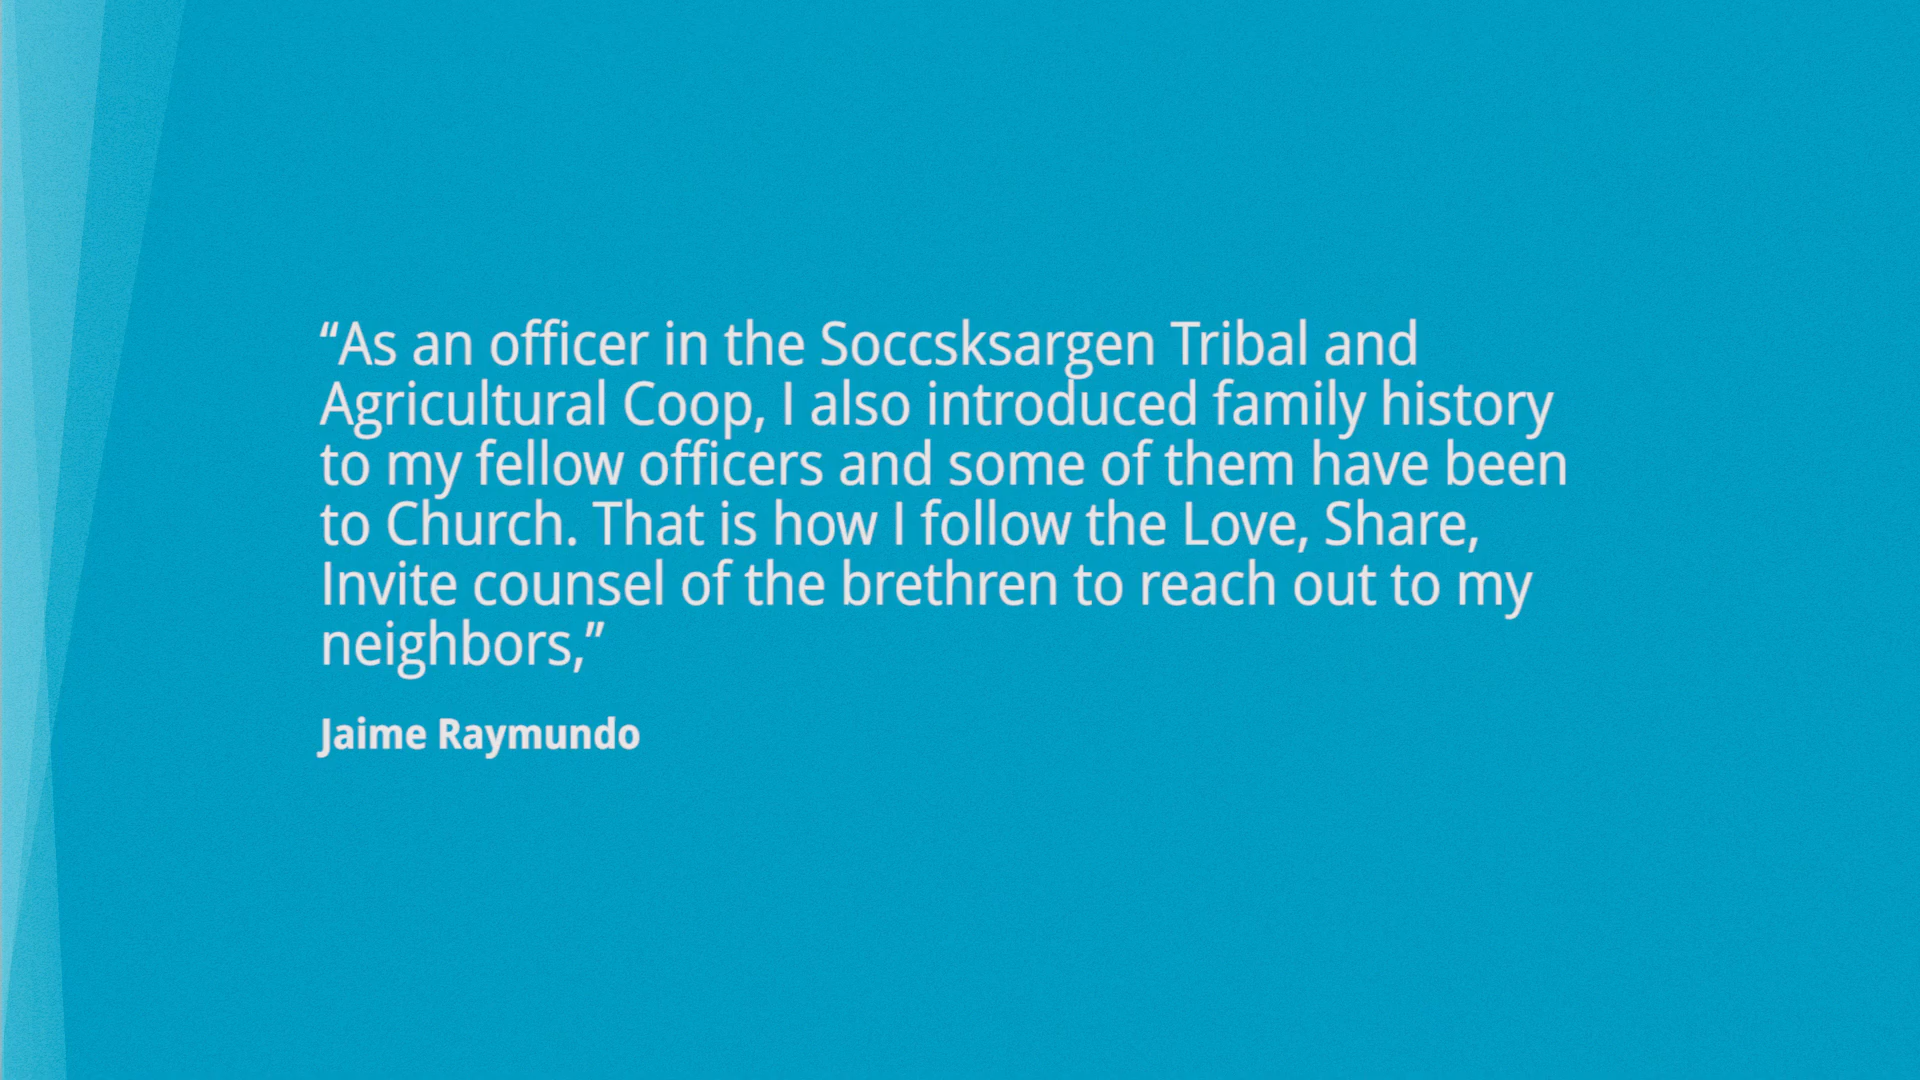 “As an officer in the Soccsksargen Tribal and
Agricultural Coop, I also introduced family history
to my fellow officers and some of them have been
to Church. That is how I follow the Love, Share,
Invite counsel of the brethren to reach out to my
neighbors,”
Jaime Raymundo